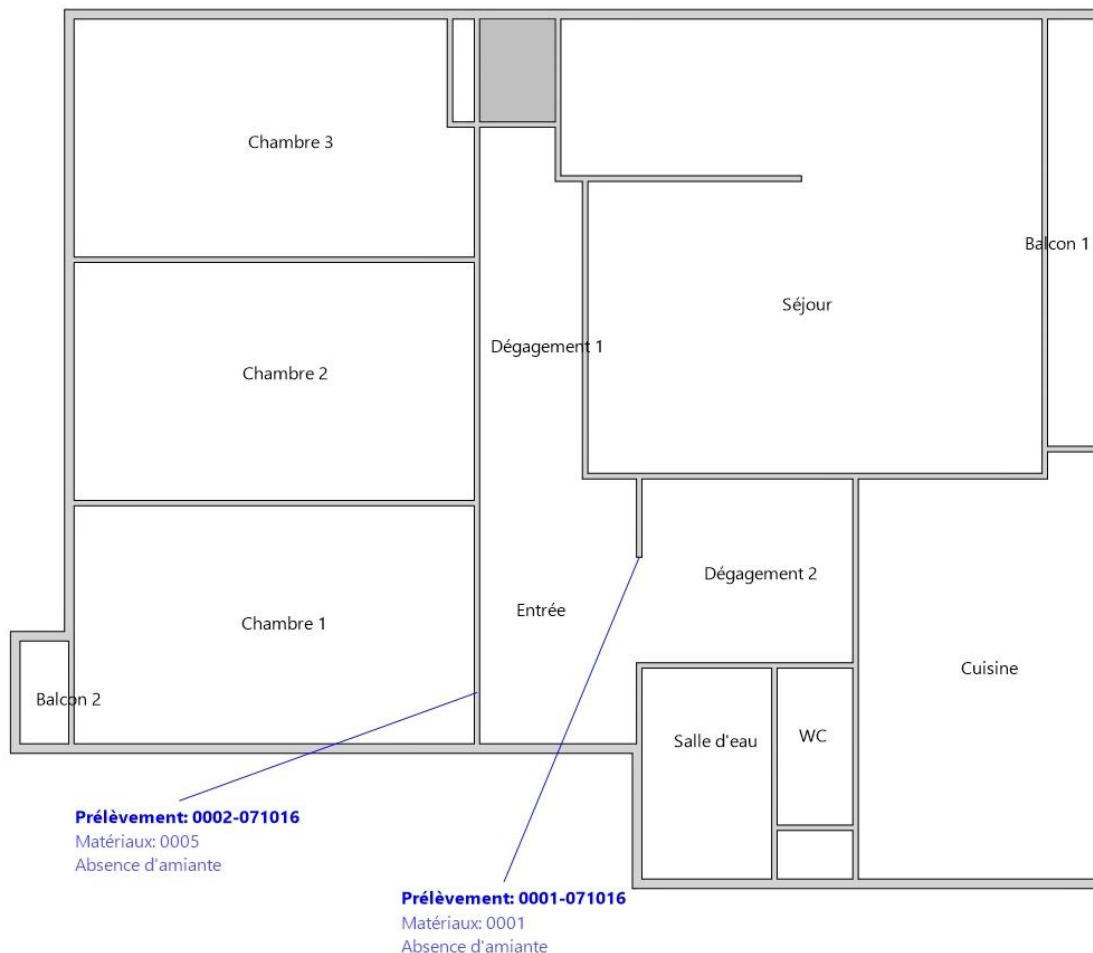 Chambre 3
Balcon 1
Séjour
Dégagement 1
Chambre 2
Dégagement 2
Entrée
Chambre 1
Cuisine
Balcon 2
Salle d'eau
WC
Prélèvement: 0002-071016
Matériaux: 0005
Absence d'amiante
Prélèvement: 0001-071016
Matériaux: 0001
Absence d'amiante